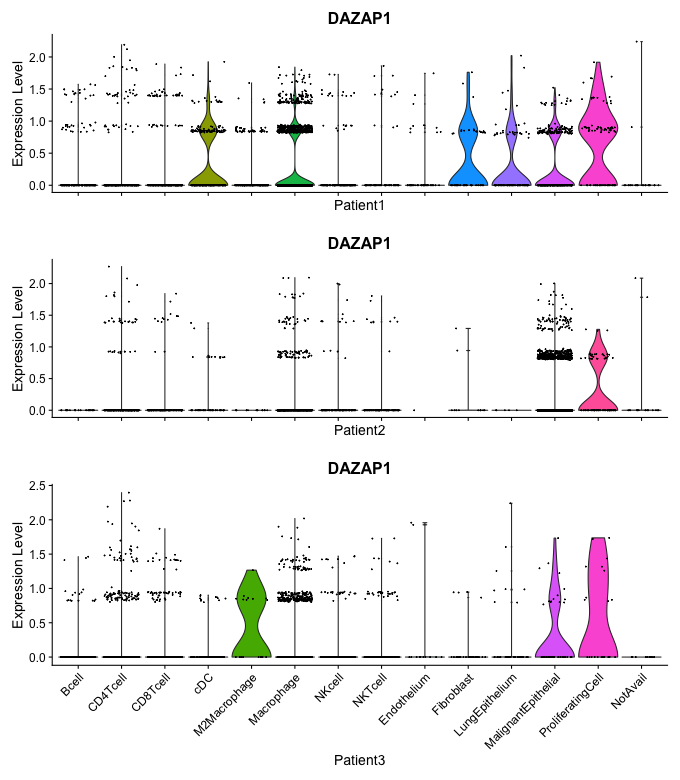 DAZAP1
Expression Level
2.0
1.5
1.0
0.5
0.0
Patient1
DAZAP1
Expression Level
2.0
1.5
1.0
0.5
0.0
Patient2
DAZAP1
Expression Level
2.5
2.0
1.5
1.0
0.5
0.0
Bcell
CD4Tcell
CD8Tcell
cDC
M2Macrophage
Macrophage
NKcell
NKTcell
Endothelium
Fibroblast
LungEpithelium
MalignantEpithelial
ProliferatingCell
NotAvail
Patient3